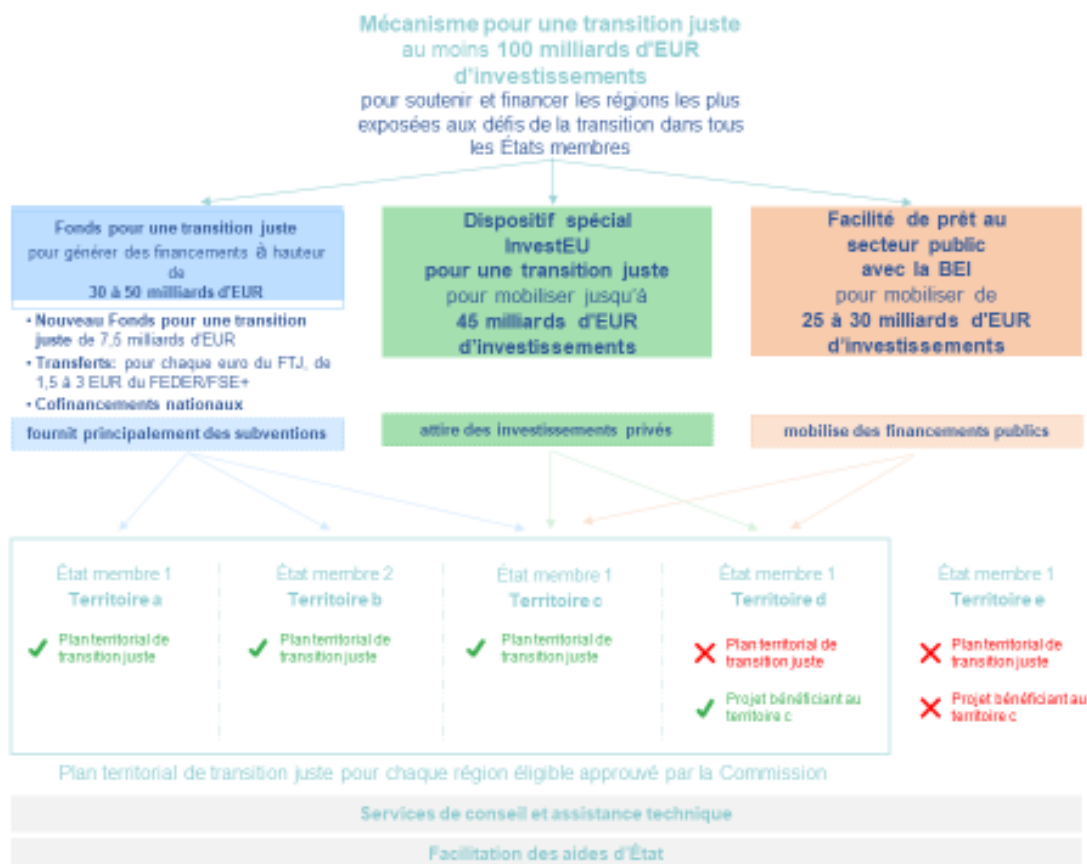 Mécanisme pour une transition juste
au moins 100 milliards d'EUR
d'investissements
pour soutenir et financer les régions les plus
exposées aux défis de la transition dans tous
les États membres
Fonds pour une transition juste
pour générer des financements à hauteur
de
30 à 50 milliards d'EUR
• Nouveau Fonds pour une transition
juste de 7,5 milliards d'EUR
• Transferts: pour chaque euro du FTJ, de
1,5 à 3 EUR du FEDER/FSE+
• Cofinancements nationaux
fournit principalement des subventions
Dispositif spécial
InvestEU
pour une transition juste
pour mobiliser jusqu'à
45 milliards d'EUR
d'investissements
attire des investissements privés
Facilité de prêt au
secteur public
avec la BEI
pour mobiliser de
25 à 30 milliards d'EUR
d'investissements
mobilise des financements publics
État membre 1
Territoire a
Plan territorial de
transition juste
État membre 2
Territoire b
Plan territorial de
transition juste
État membre 1
Territoire c
Plan territorial de
transition juste
État membre 1
Territoire d
Plan territorial de
transition juste
Projet bénéficiant au
territoire c
État membre 1
Territoire e
Plan territorial de
transition juste
Projet bénéficiant au
territoire c
Plan territorial de transition juste pour chaque région éligible approuvé par la Commission
Services de conseil et assistance technique
Facilitation des aides d'État